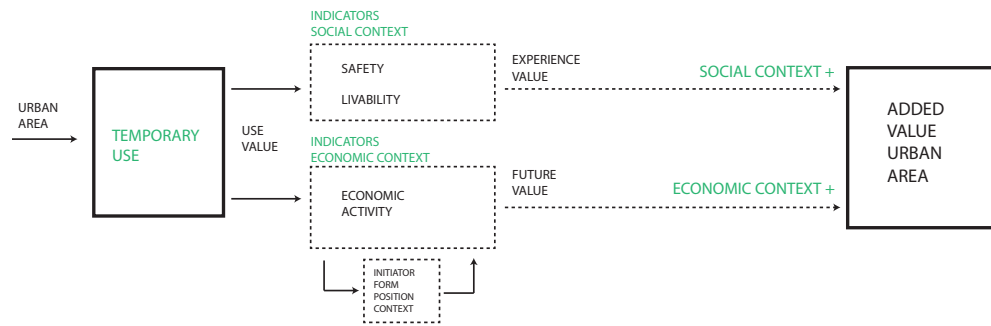 URBAN
AREA
TEMPORARY
USE
USE
VALUE
INDICATORS
SOCIAL CONTEXT
SAFETY
LIVABILITY
INDICATORS
ECONOMIC CONTEXT
ECONOMIC
ACTIVITY
INITIATOR
FORM
POSITION
CONTEXT
EXPERIENCE
VALUE
SOCIAL CONTEXT +
FUTURE
VALUE
ECONOMIC CONTEXT +
ADDED
VALUE
URBAN
AREA